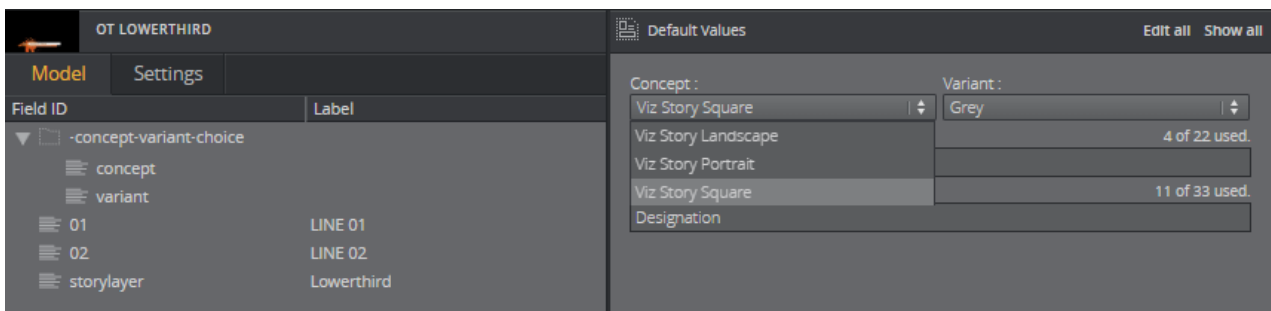 OT LOWERTHIRD
Model Settings
Field ID Label
-concept-variant-choice
concept
variant
01 LINE 01
02 LINE 02
storylayer Lowerthird
Default Values Edit all Show all
Concept : Variant :
Viz Story Square Grey
Viz Story Landscape 4 of 22 used.
Viz Story Portrait
Viz Story Square 11 of 33 used.
Designation